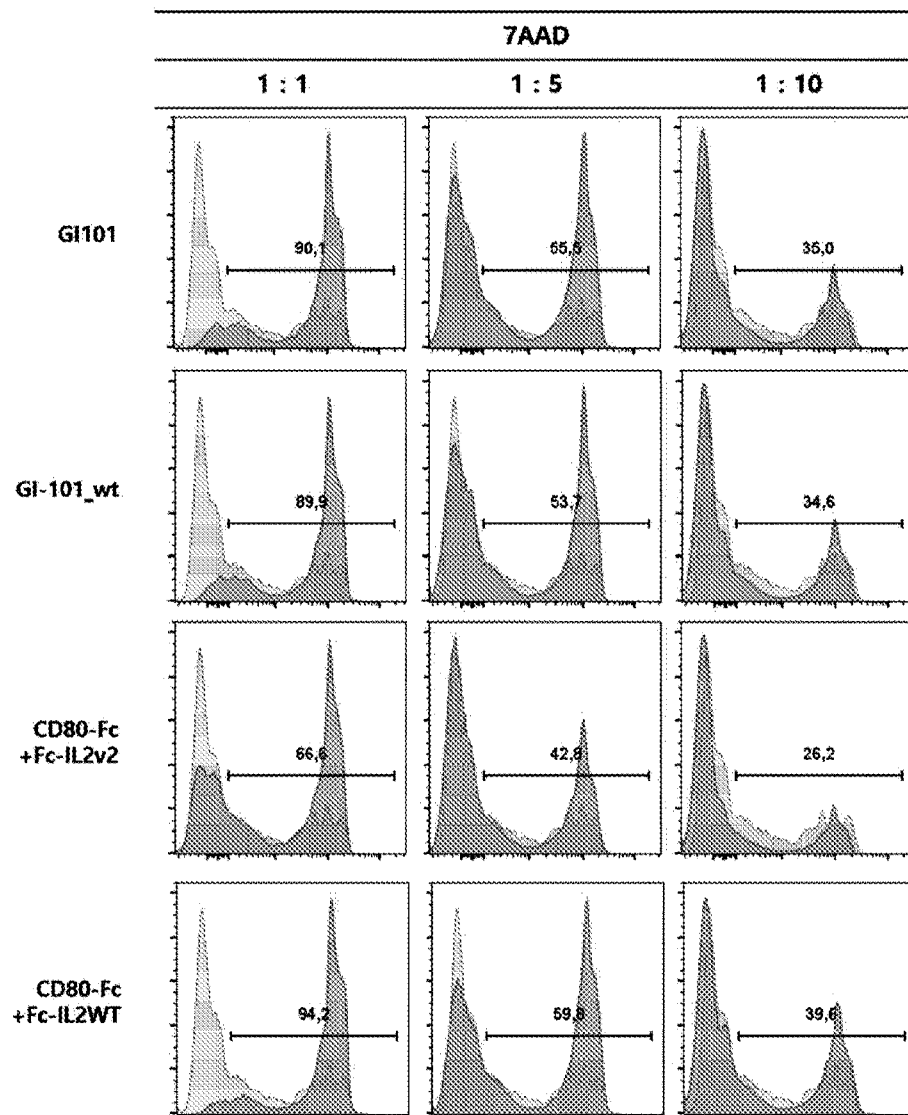 7AAD
1 : 1 1 : 5 1 : 10
GI101 90,1 55,5 35,0
GI-101_wt 89,9 53,7 34,6
CD80-Fc
+Fc-IL2v2 66,6 42,8 26,2
CD80-Fc
+Fc-IL2WT 94,2 59,8 39,6